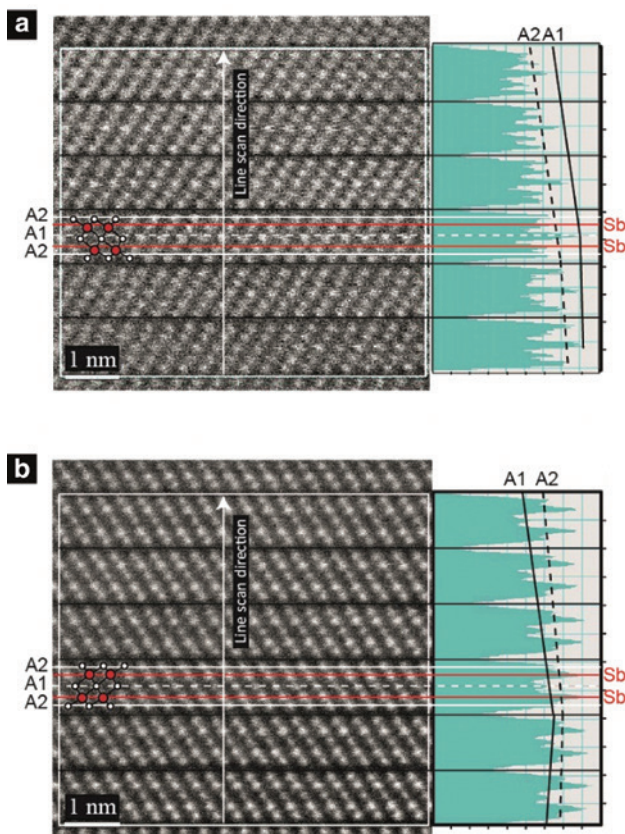 a
A2 A1
Line scan direction
A2
A1
A2
Sb
Sb
1 nm
b
A1 A2
Line scan direction
A2
A1
A2
Sb
Sb
1 nm